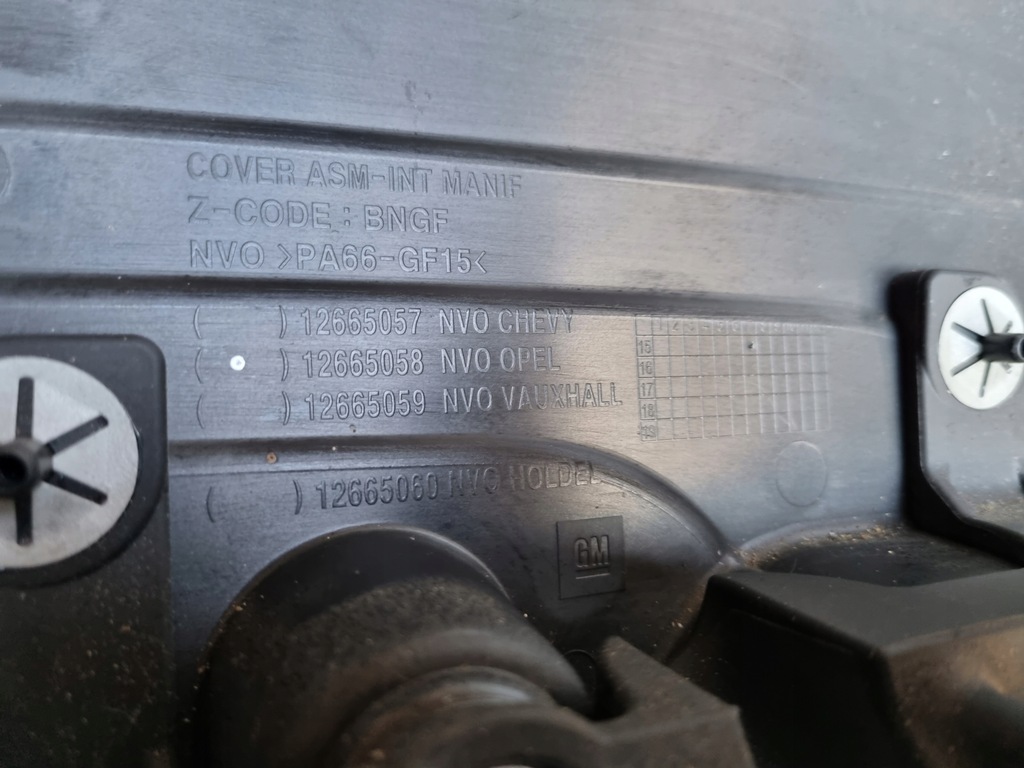 COVER ASM-INT MANIF
Z-CODE : BNGF
NVO >PA66-GF15<
( ) 12665057 NVO CHEVY
( ) 12665058 NVO OPEL
( ) 12665059 NVO VAUXHALL
( ) 12665060 NVO HOLDEL
15
16
17
18
19
GM